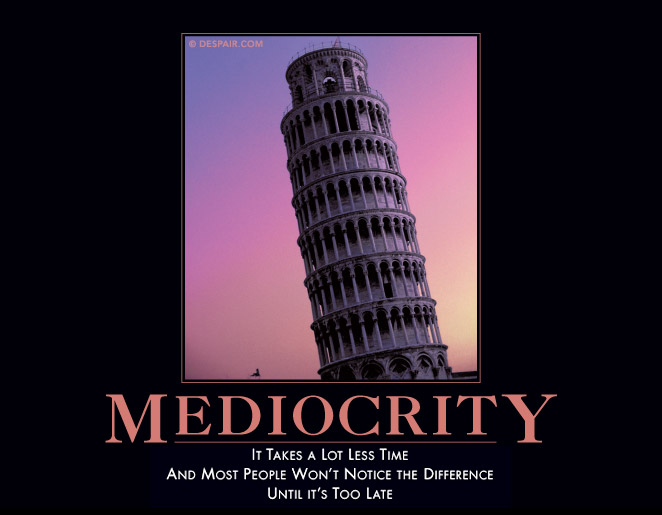 © DESPAIR.COM
MEDIOCRITY
IT TAKES A LOT LESS TIME
AND MOST PEOPLE WON'T NOTICE THE DIFFERENCE
UNTIL IT'S TOO LATE